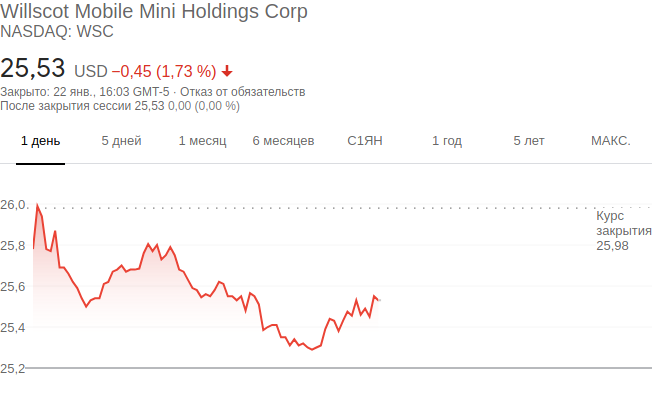 Willscot Mobile Mini Holdings Corp
NASDAQ: WSC
25,53 USD −0,45 (1,73 %)
Закрыто: 22 янв., 16:03 GMT-5 · Отказ от обязательств
После закрытия сессии 25,53 0,00 (0,00 %)
1 день 5 дней 1 месяц 6 месяцев С1ЯН 1 год 5 лет МАКС.
26,0
Курс
закрытия
25,98
25,8
25,6
25,4
25,2